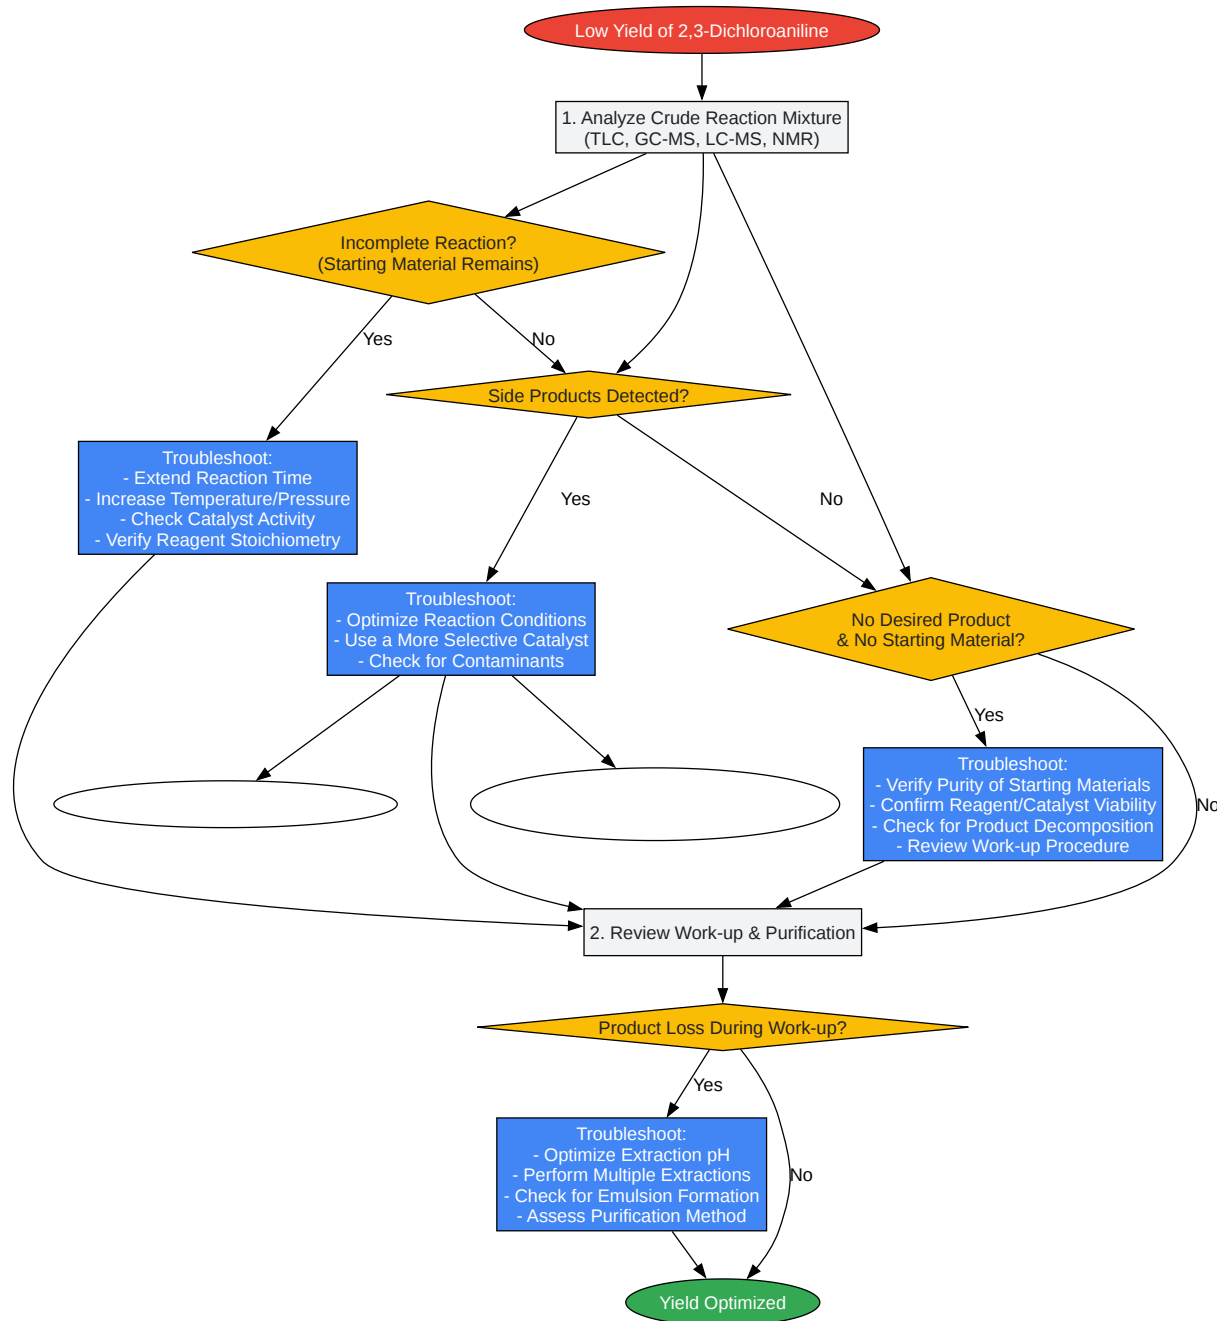 Low Yield of 2,3-Dichloroaniline
1. Analyze Crude Reaction Mixture
(TLC, GC-MS, LC-MS, NMR)
Incomplete Reaction?
(Starting Material Remains)
Yes
No
Side Products Detected?
Troubleshoot:
- Extend Reaction Time
- Increase Temperature/Pressure
- Check Catalyst Activity
- Verify Reagent Stoichiometry
Yes
No
Troubleshoot:
- Optimize Reaction Conditions
- Use a More Selective Catalyst
- Check for Contaminants
No Desired Product
& No Starting Material?
Yes
No
Troubleshoot:
- Verify Purity of Starting Materials
- Confirm Reagent/Catalyst Viability
- Check for Product Decomposition
- Review Work-up Procedure
2. Review Work-up & Purification
Product Loss During Work-up?
Yes
No
Troubleshoot:
- Optimize Extraction pH
- Perform Multiple Extractions
- Check for Emulsion Formation
- Assess Purification Method
Yield Optimized